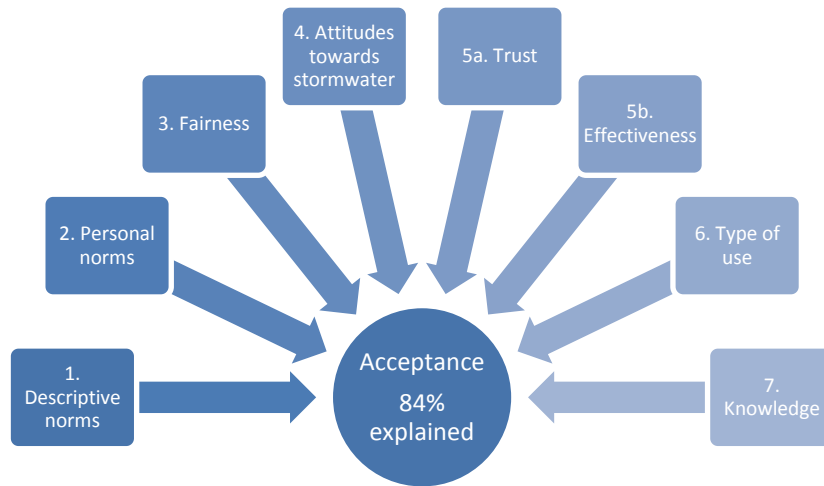 1.
Descriptive
norms
2. Personal
norms
3. Fairness
4. Attitudes
towards
stormwater
5a. Trust
5b.
Effectiveness
6. Type of
use
7.
Knowledge
Acceptance
84%
explained